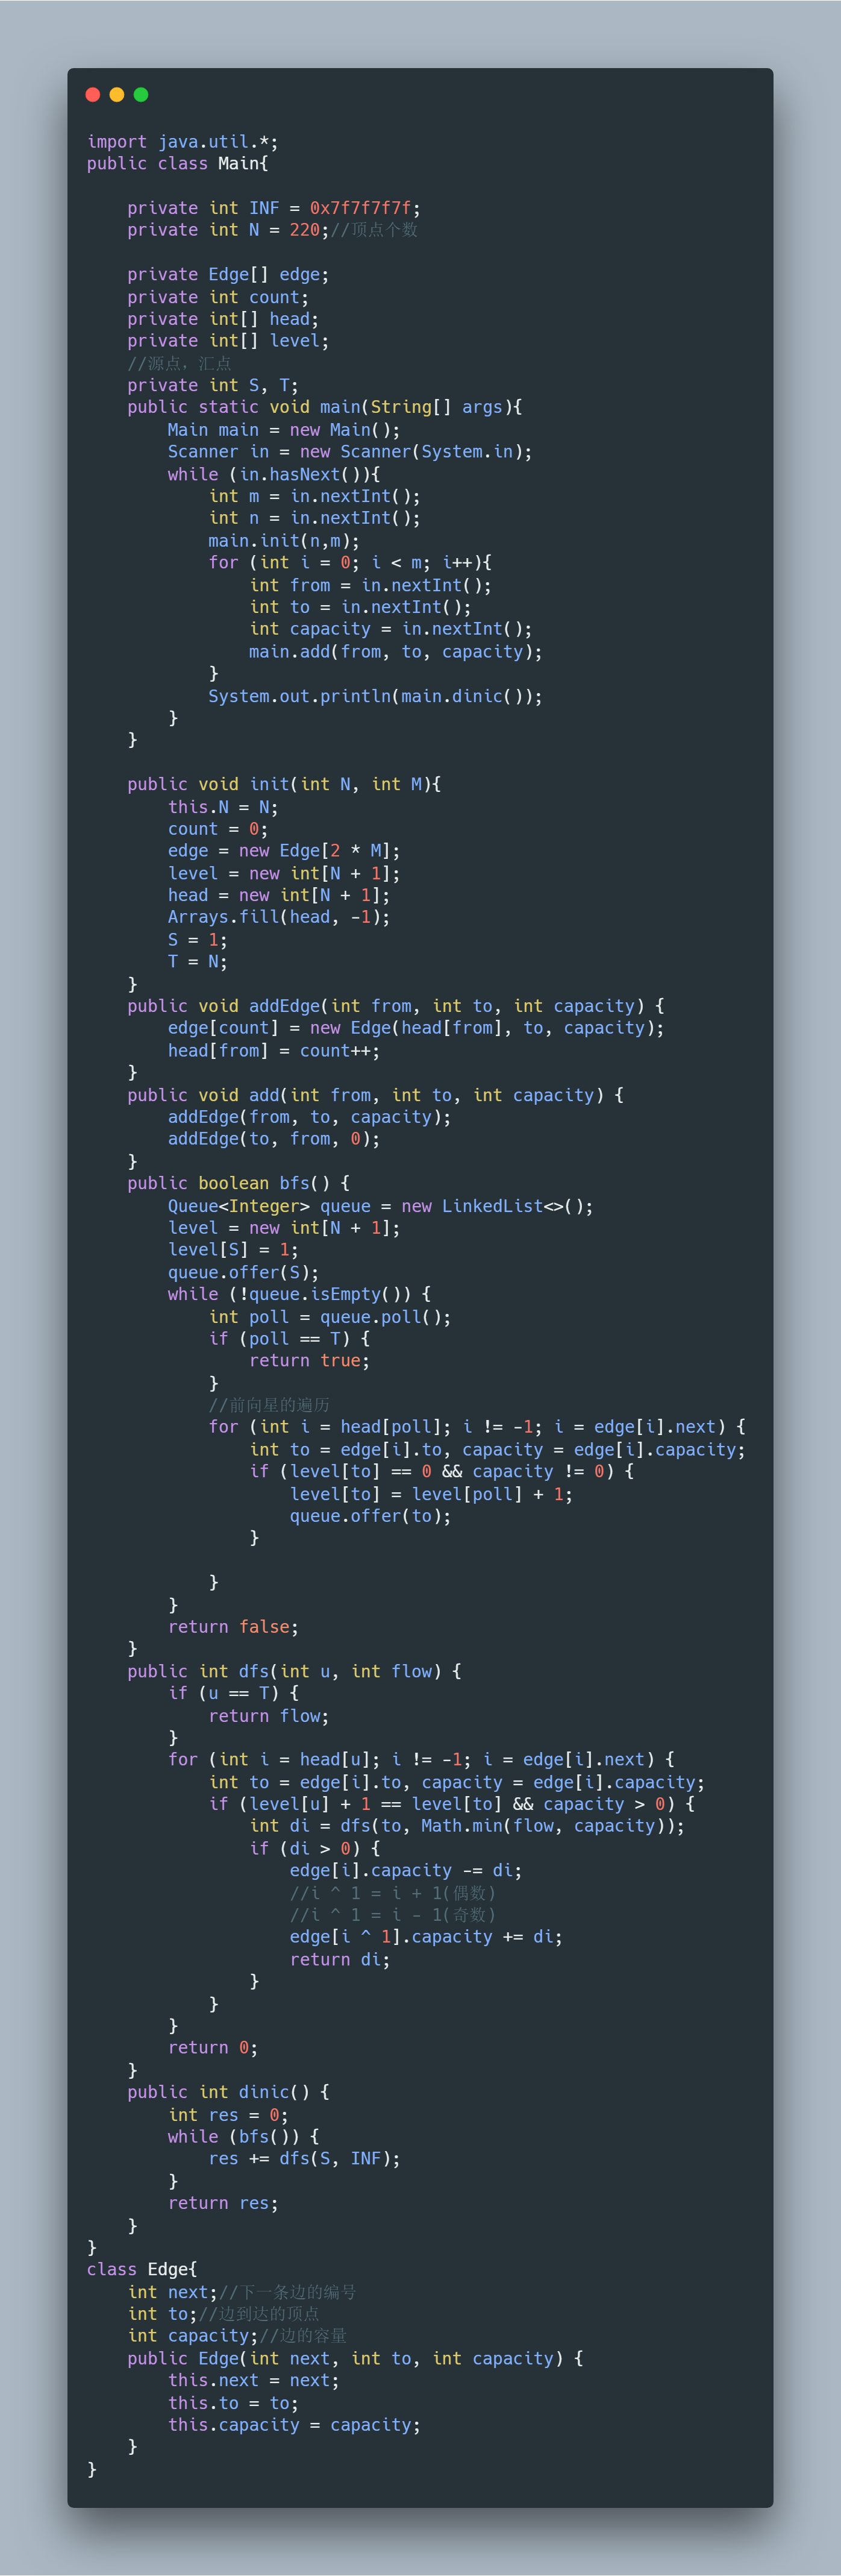 import java.util.*;
public class Main{
    private int INF = 0x7f7f7f7f;
    private int N = 220;//顶点个数
    private Edge[] edge;
    private int count;
    private int[] head;
    private int[] level;
    //源点，汇点
    private int S, T;
    public static void main(String[] args){
        Main main = new Main();
        Scanner in = new Scanner(System.in);
        while (in.hasNext()){
            int m = in.nextInt();
            int n = in.nextInt();
            main.init(n,m);
            for (int i = 0; i < m; i++){
                int from = in.nextInt();
                int to = in.nextInt();
                int capacity = in.nextInt();
                main.add(from, to, capacity);
            }
            System.out.println(main.dinic());
        }
    }
    public void init(int N, int M){
        this.N = N;
        count = 0;
        edge = new Edge[2 * M];
        level = new int[N + 1];
        head = new int[N + 1];
        Arrays.fill(head, -1);
        S = 1;
        T = N;
    }
    public void addEdge(int from, int to, int capacity) {
        edge[count] = new Edge(head[from], to, capacity);
        head[from] = count++;
    }
    public void add(int from, int to, int capacity) {
        addEdge(from, to, capacity);
        addEdge(to, from, 0);
    }
    public boolean bfs() {
        Queue<Integer> queue = new LinkedList<>();
        level = new int[N + 1];
        level[S] = 1;
        queue.offer(S);
        while (!queue.isEmpty()) {
            int poll = queue.poll();
            if (poll == T) {
                return true;
            }
            //前向星的遍历
            for (int i = head[poll]; i != -1; i = edge[i].next) {
                int to = edge[i].to, capacity = edge[i].capacity;
                if (level[to] == 0 && capacity != 0) {
                    level[to] = level[poll] + 1;
                    queue.offer(to);
                }
            }
        }
        return false;
    }
    public int dfs(int u, int flow) {
        if (u == T) {
            return flow;
        }
        for (int i = head[u]; i != -1; i = edge[i].next) {
            int to = edge[i].to, capacity = edge[i].capacity;
            if (level[u] + 1 == level[to] && capacity > 0) {
                int di = dfs(to, Math.min(flow, capacity));
                if (di > 0) {
                    edge[i].capacity -= di;
                    //i ^ 1 = i + 1(偶数)
                    //i ^ 1 = i - 1(奇数)
                    edge[i ^ 1].capacity += di;
                    return di;
                }
            }
        }
        return 0;
    }
    public int dinic() {
        int res = 0;
        while (bfs()) {
            res += dfs(S, INF);
        }
        return res;
    }
}
class Edge{
    int next;//下一条边的编号
    int to;//边到达的顶点
    int capacity;//边的容量
    public Edge(int next, int to, int capacity) {
        this.next = next;
        this.to = to;
        this.capacity = capacity;
    }
}